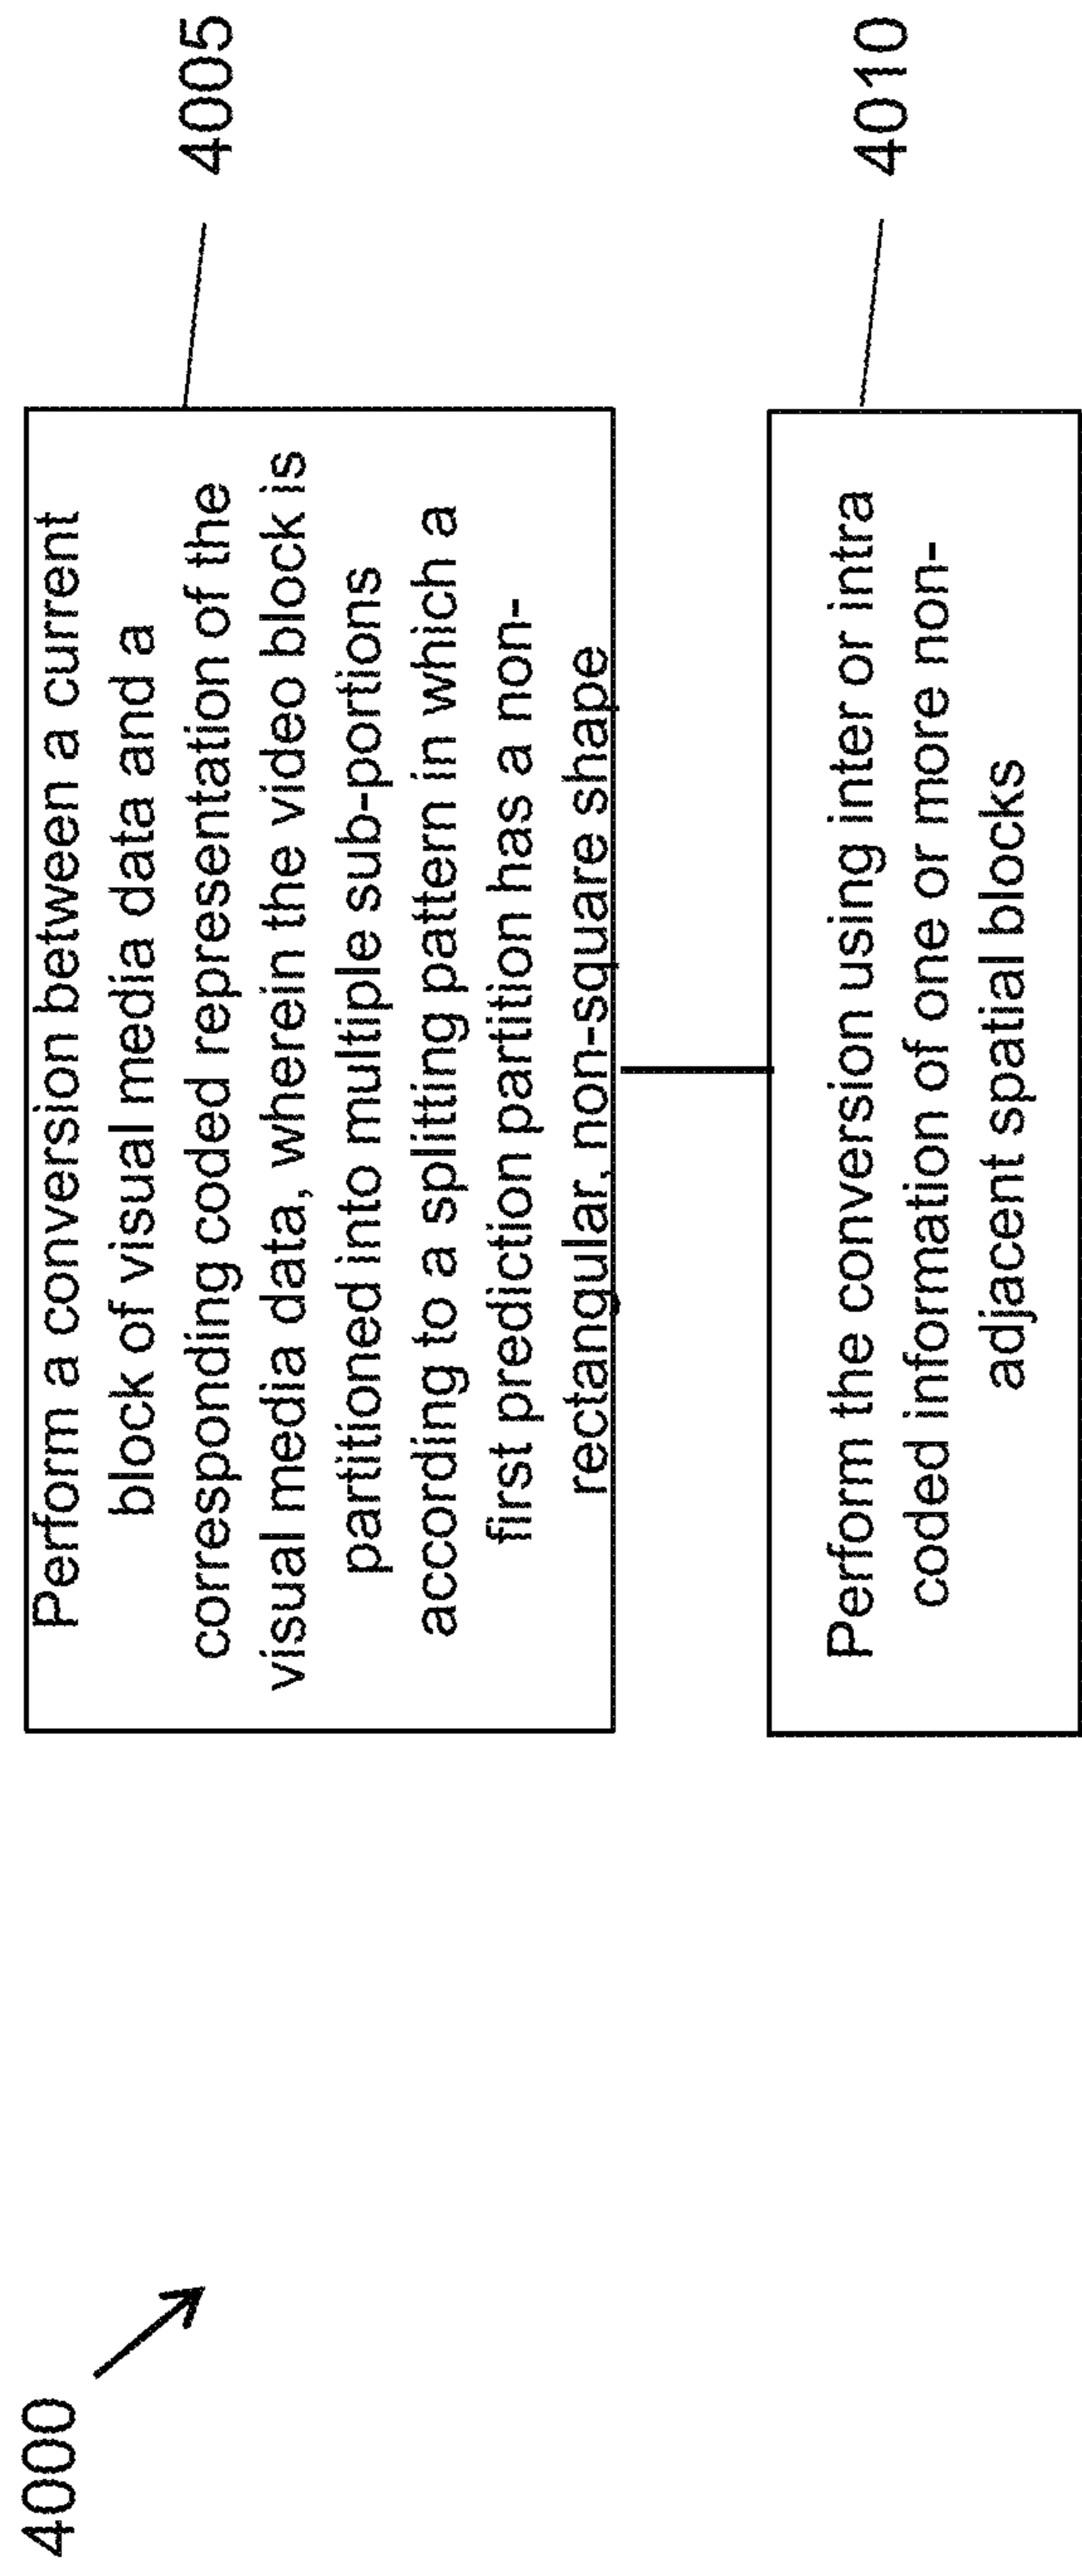 4000
Perform a conversion between a current
block of visual media data and a
corresponding coded representation of the
visual media data, wherein the video block is
partitioned into multiple sub-portions
according to a splitting pattern in which a
first prediction partition has a non-
rectangular, non-square shape
4005
Perform the conversion using inter or intra
coded information of one or more non-
adjacent spatial blocks
4010